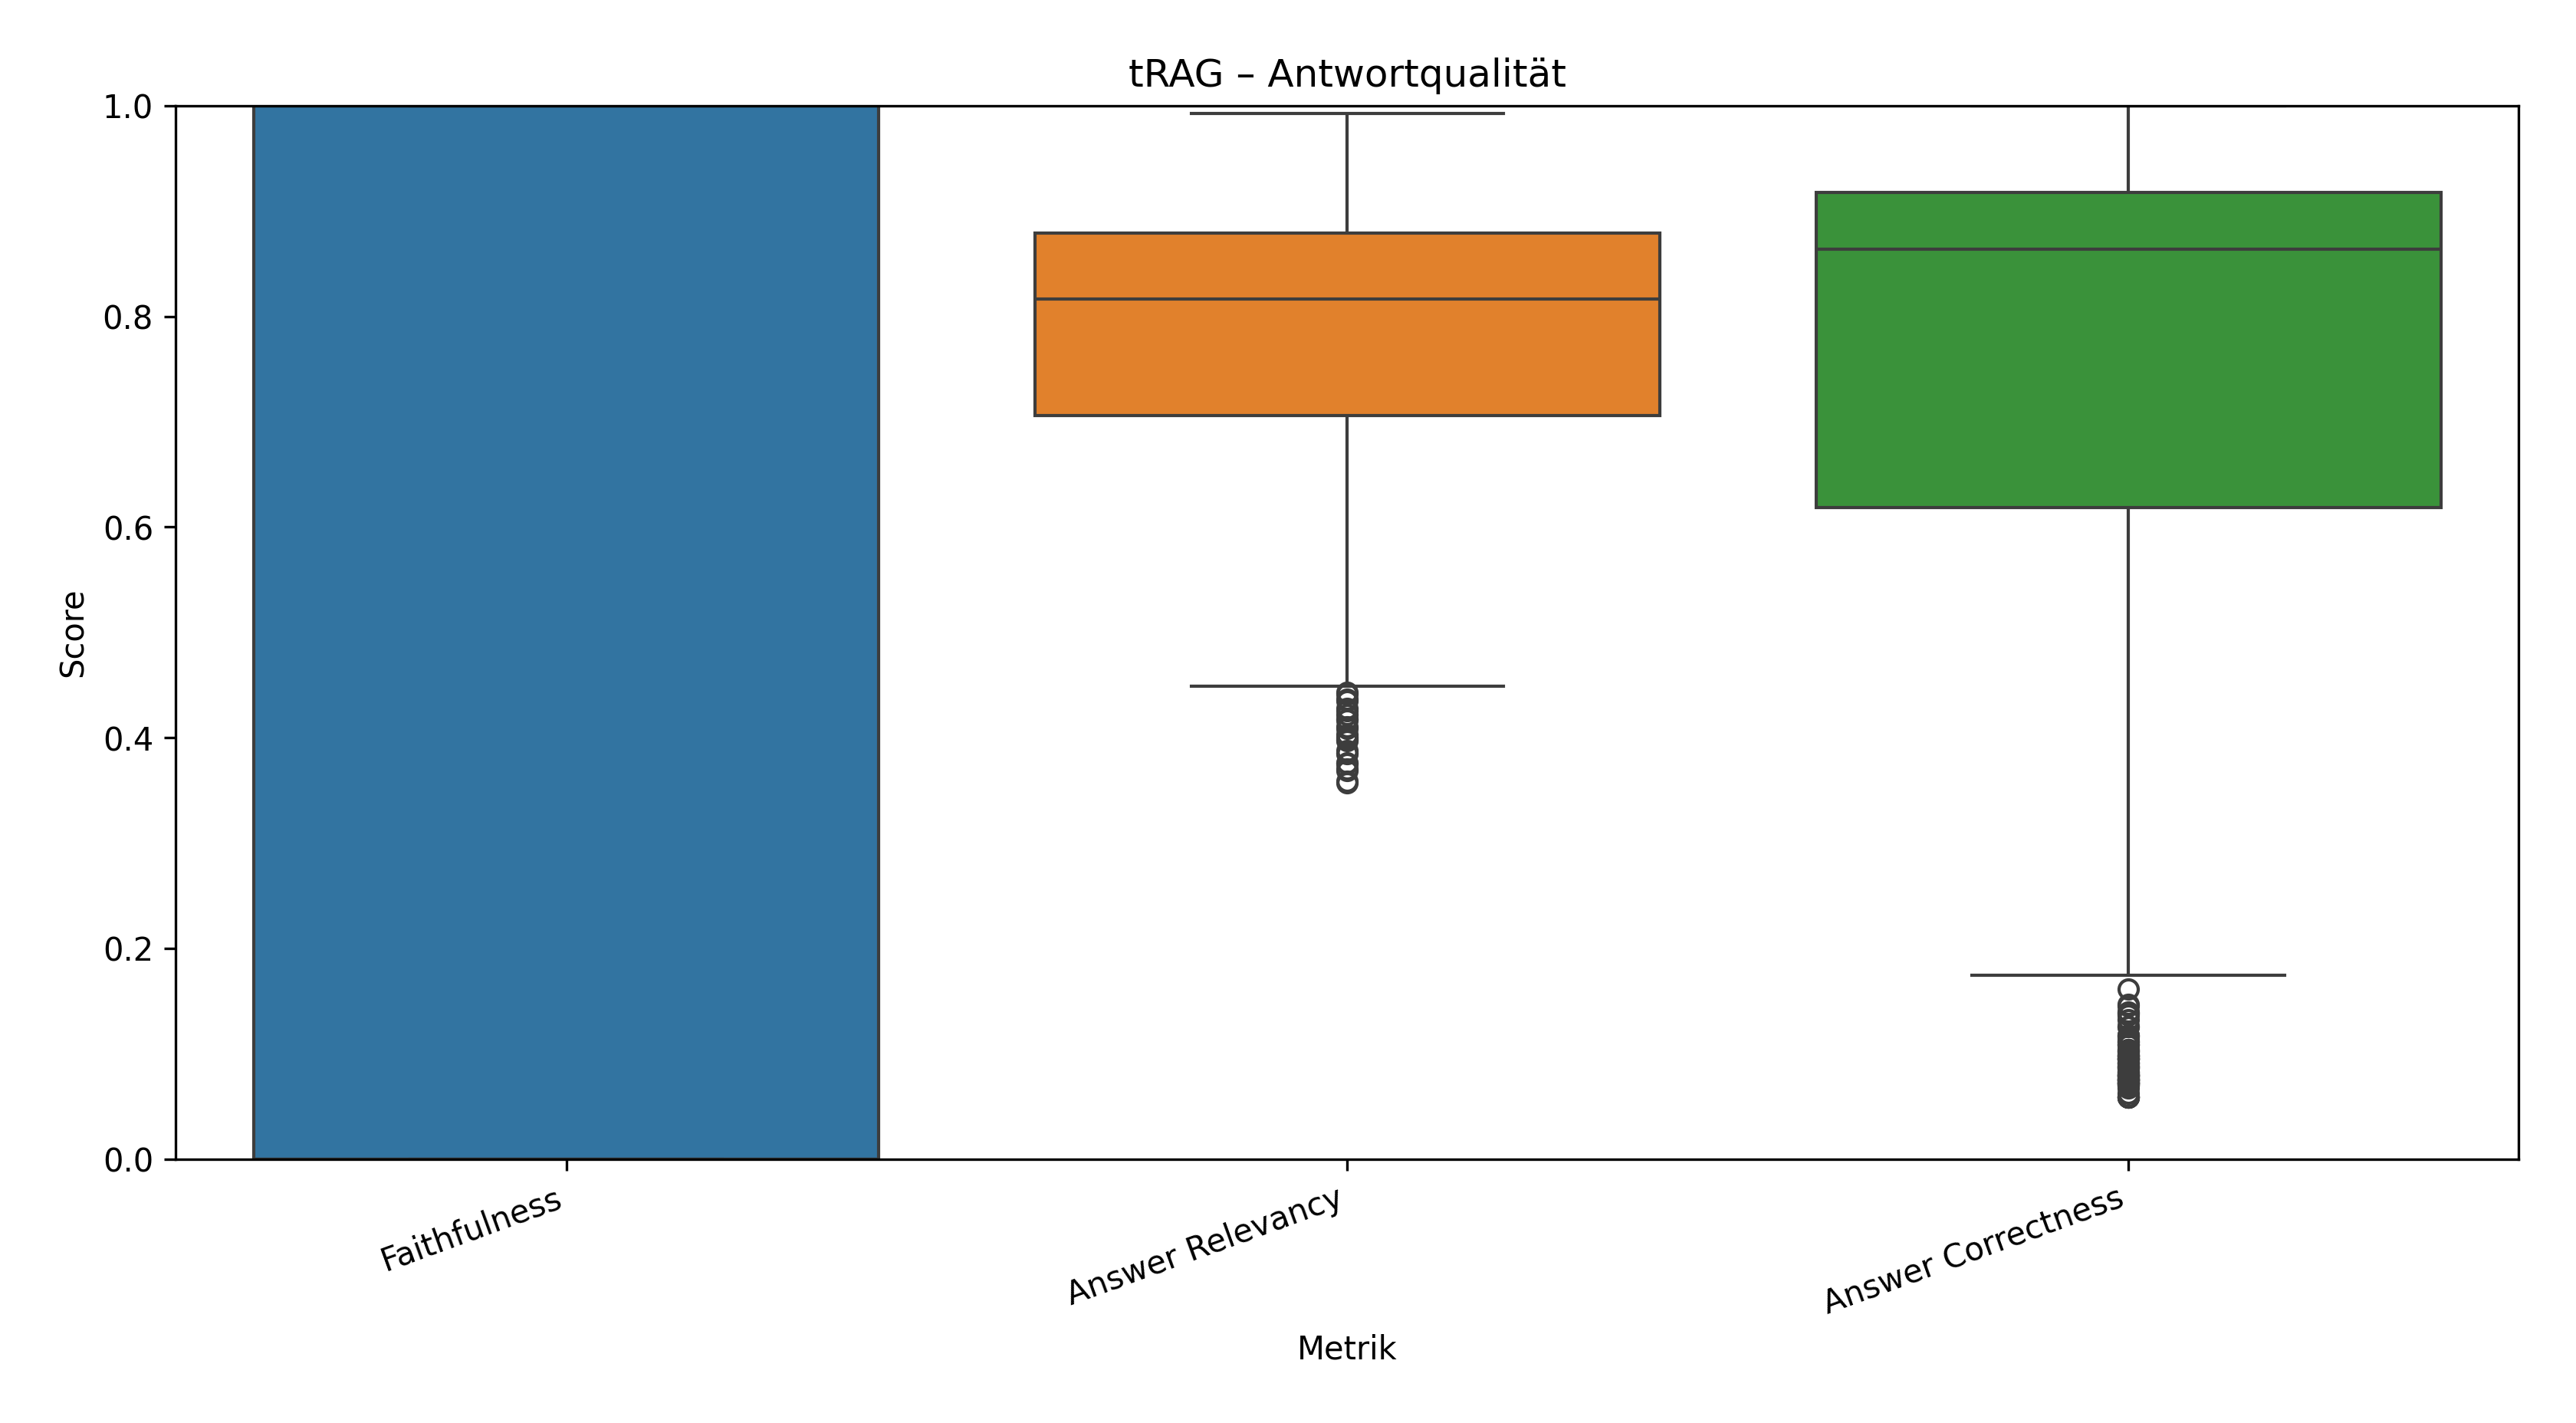 tRAG – Antwortqualität
1.0
0.8
0.6
0.4
0.2
0.0
Score
Faithfulness
Answer Relevancy
Answer Correctness
Metrik